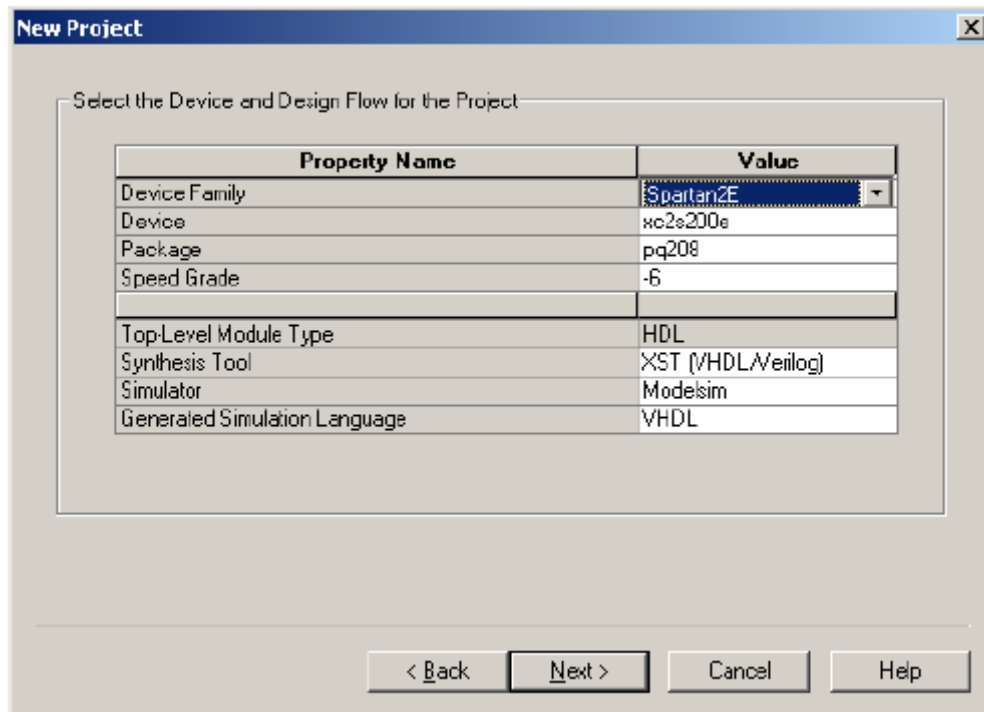 New Project
Select the Device and Design Flow for the Project
Property Name Value
Device Family Spartan2E
Device xc2s200e
Package pq208
Speed Grade -6
Top-Level Module Type HDL
Synthesis Tool XST (VHDL/Verilog)
Simulator Modelsim
Generated Simulation Language VHDL
< Back Next > Cancel Help